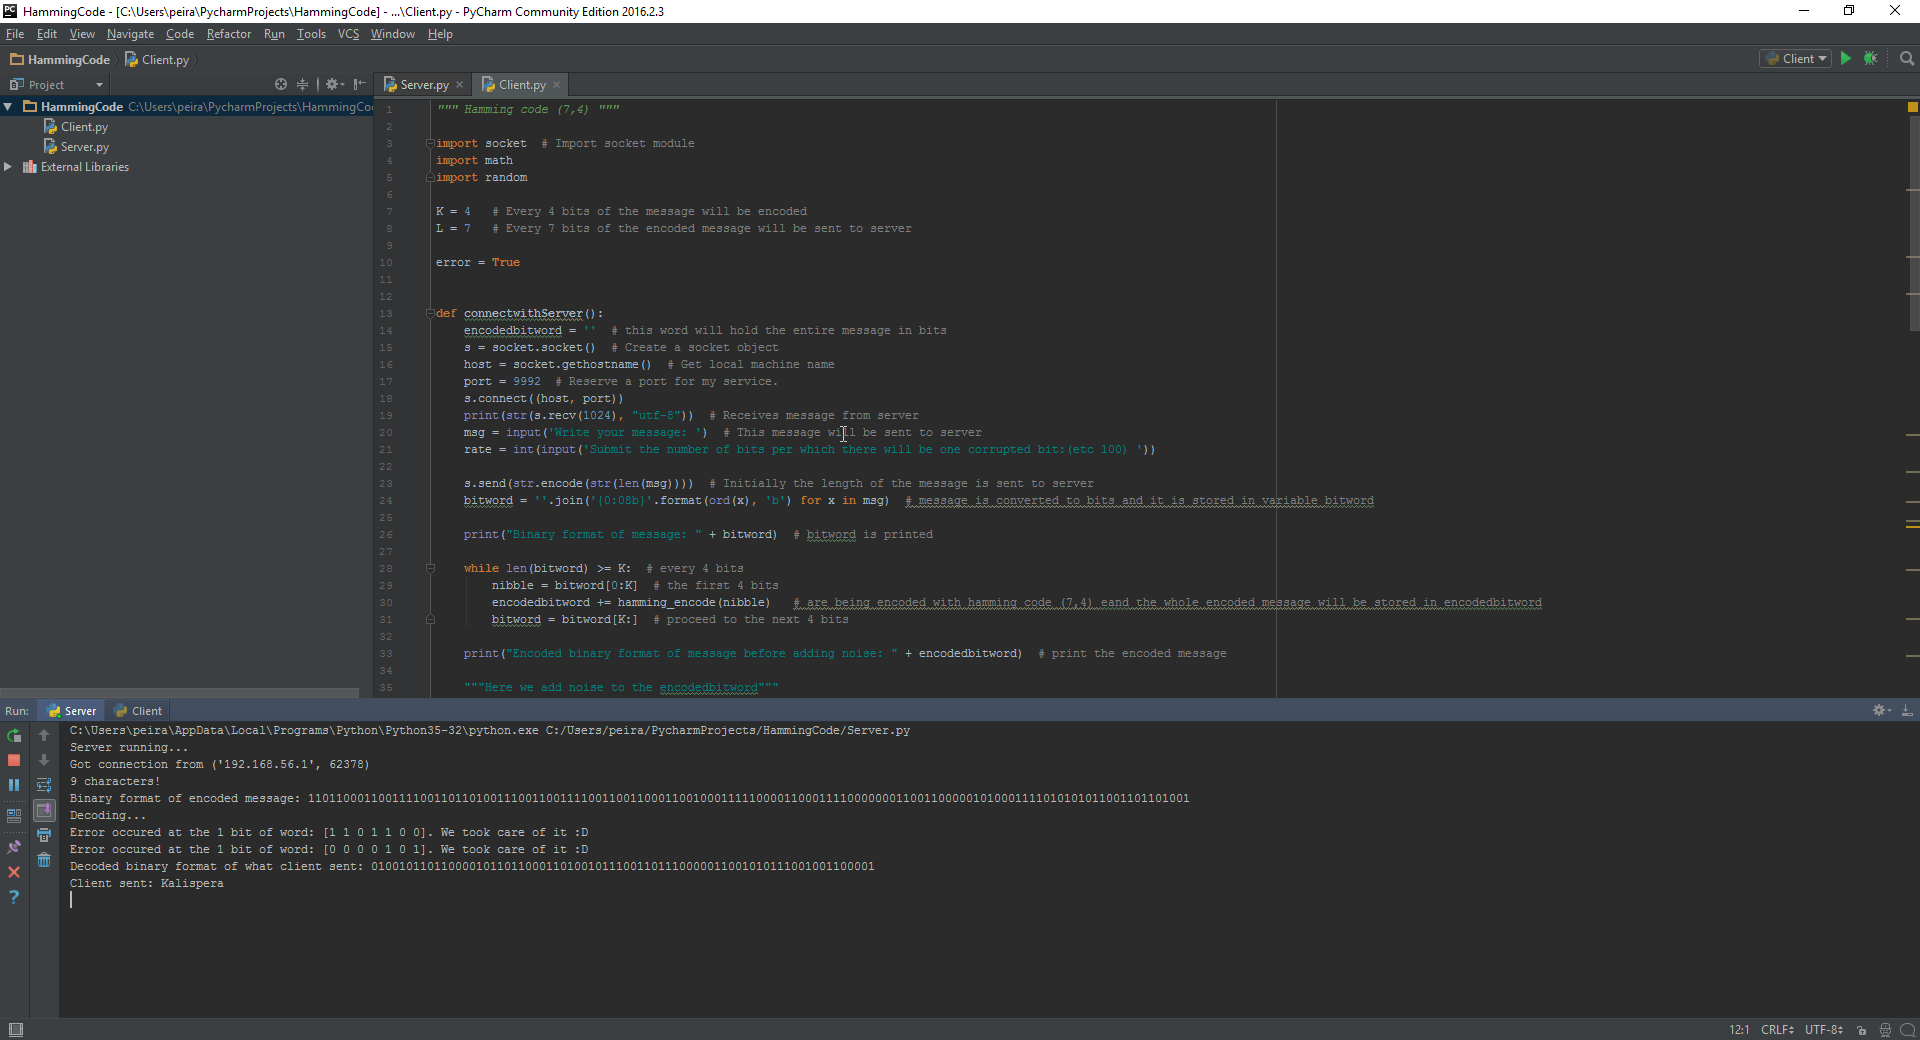 HammingCode - [C:\Users\peira\PycharmProjects\HammingCode] - ...\Client.py - PyCharm Community Edition 2016.2.3
File Edit View Navigate Code Refactor Run Tools VCS Window Help
HammingCode Client.py
Client
Project
Server.py Client.py
HammingCode C:\Users\peira\PycharmProjects\HammingCo
Client.py
Server.py
External Libraries
1 """ Hamming code (7,4) """
2
3 import socket # Import socket module
4 import math
5 import random
6
7 K = 4 # Every 4 bits of the message will be encoded
8 L = 7 # Every 7 bits of the encoded message will be sent to server
9
10 error = True
11
12
13 def connectwithServer():
14 encodedbitword = '' # this word will hold the entire message in bits
15 s = socket.socket() # Create a socket object
16 host = socket.gethostname() # Get local machine name
17 port = 9992 # Reserve a port for my service.
18 s.connect((host, port))
19 print(str(s.recv(1024), "utf-8")) # Receives message from server
20 msg = input('Write your message: ') # This message will be sent to server
21 rate = int(input('Submit the number of bits per which there will be one corrupted bit:(etc 100) '))
22
23 s.send(str.encode(str(len(msg)))) # Initially the length of the message is sent to server
24 bitword = ''.join('{0:08b}'.format(ord(x), 'b') for x in msg) # message is converted to bits and it is stored in variable bitword
25
26 print("Binary format of message: " + bitword) # bitword is printed
27
28 while len(bitword) >= K: # every 4 bits
29 nibble = bitword[0:K] # the first 4 bits
30 encodedbitword += hamming_encode(nibble) # are being encoded with hamming code (7,4) eand the whole encoded message will be stored in encodedbitword
31 bitword = bitword[K:] # proceed to the next 4 bits
32
33 print("Encoded binary format of message before adding noise: " + encodedbitword) # print the encoded message
34
35 """Here we add noise to the encodedbitword"""
Run: Server Client
C:\Users\peira\AppData\Local\Programs\Python\Python35-32\python.exe C:/Users/peira/PycharmProjects/HammingCode/Server.py
Server running...
Got connection from ('192.168.56.1', 62378)
9 characters!
Binary format of encoded message:
Decoding...
Error occured at the 1 bit of word: [1 1 0 1 1 0 0]. We took care of it :D
Error occured at the 1 bit of word: [0 0 0 0 1 0 1]. We took care of it :D
Decoded binary format of what client sent: 010010110110000101101100011010010111001101110000011001010111001001100001
Client sent: Kalispera
12:1 CRLF UTF-8